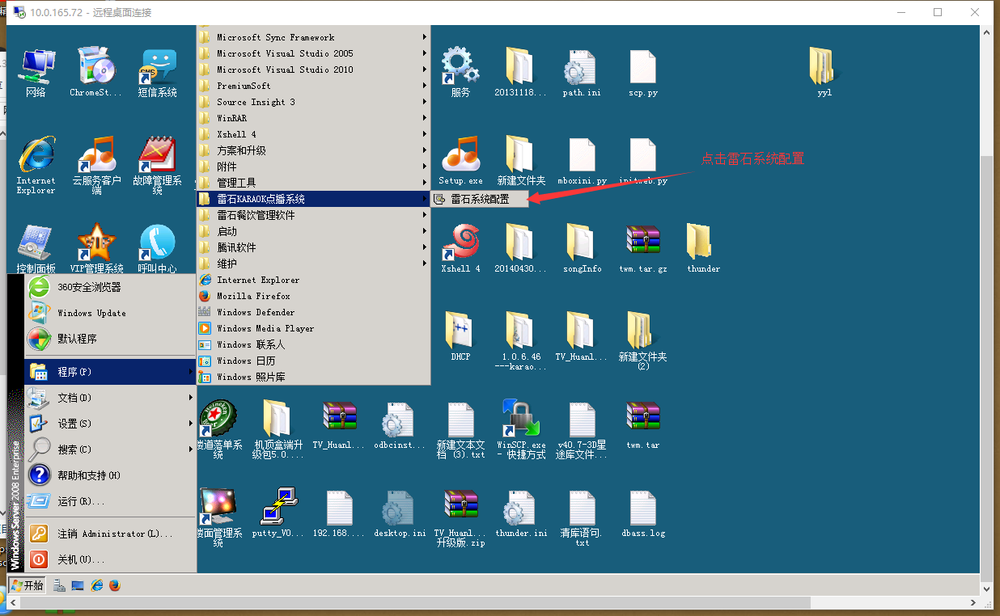 10.0.165.72 - 远程桌面连接
网络
ChromeSt...
短信系统
Internet
Explorer
云服务客户
端
故障管理系
统
控制面板
VIP管理系统
呼叫中心
Microsoft Sync Framework
Microsoft Visual Studio 2005
Microsoft Visual Studio 2010
PremiumSoft
Source Insight 3
WinRAR
Xshell 4
方案和升级
附件
管理工具
雷石KARAOK点播系统
雷石餐饮管理软件
启动
腾讯软件
维护
Internet Explorer
Mozilla Firefox
Windows Defender
Windows Media Player
Windows 联系人
Windows 日历
Windows 照片库
雷石系统配置
点击雷石系统配置
服务
20131118...
path.ini
scp.py
yyl
Setup.exe
新建文件夹
mboxini.py
initweb.py
Xshell 4
20140430...
songInfo
twm.tar.gz
thunder
DHCP
1.0.6.46
---karao...
TV_Huanl...
新建文件夹
(2)
360安全浏览器
Windows Update
默认程序
程序(P)
文档(D)
设置(S)
搜索(C)
帮助和支持(H)
运行(R)...
注销 Administrator(L)...
关机(U)...
Windows Server 2008 Enterprise
楼道落单系
统
机顶盒端升
级包5.0....
TV_Huanl...
odbcinst...
新建文本文
档 (3).txt
WinSCP.exe
- 快捷方式
v40.7-3D星
途库文件...
twm.tar
楼面管理系
统
putty_V0...
192.168....
desktop.ini
TV_Huanl...
升级版.zip
thunder.ini
清库语句.
txt
dbass.log
开始